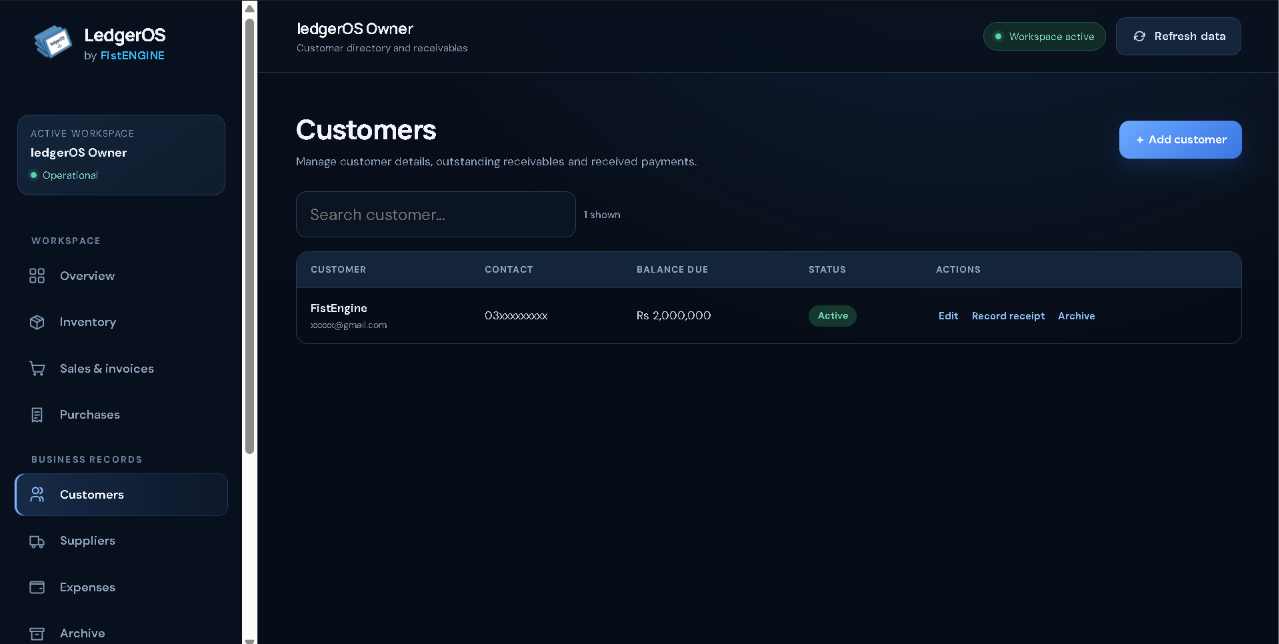 LedgerOS
by FistENGINE
ACTIVE WORKSPACE
ledgerOS Owner
Operational
WORKSPACE
Overview
Inventory
Sales & invoices
Purchases
BUSINESS RECORDS
Customers
Suppliers
Expenses
Archive
ledgerOS Owner
Customer directory and receivables
Workspace active
Refresh data
Customers
Manage customer details, outstanding receivables and received payments.
+ Add customer
Search customer...
1 shown
CUSTOMER CONTACT BALANCE DUE STATUS ACTIONS
FistEngine 03xxxxxxxxx Rs 2,000,000 Active Edit Record receipt Archive
xxxxx@gmail.com